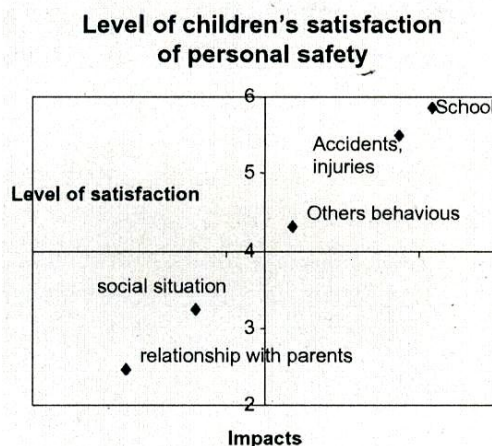 Level of children's satisfaction
of personal safety
6
School
Accidents,
injuries
5
Level of satisfaction
Others behavious
4
social situation
3
relationship with parents
2
Impacts